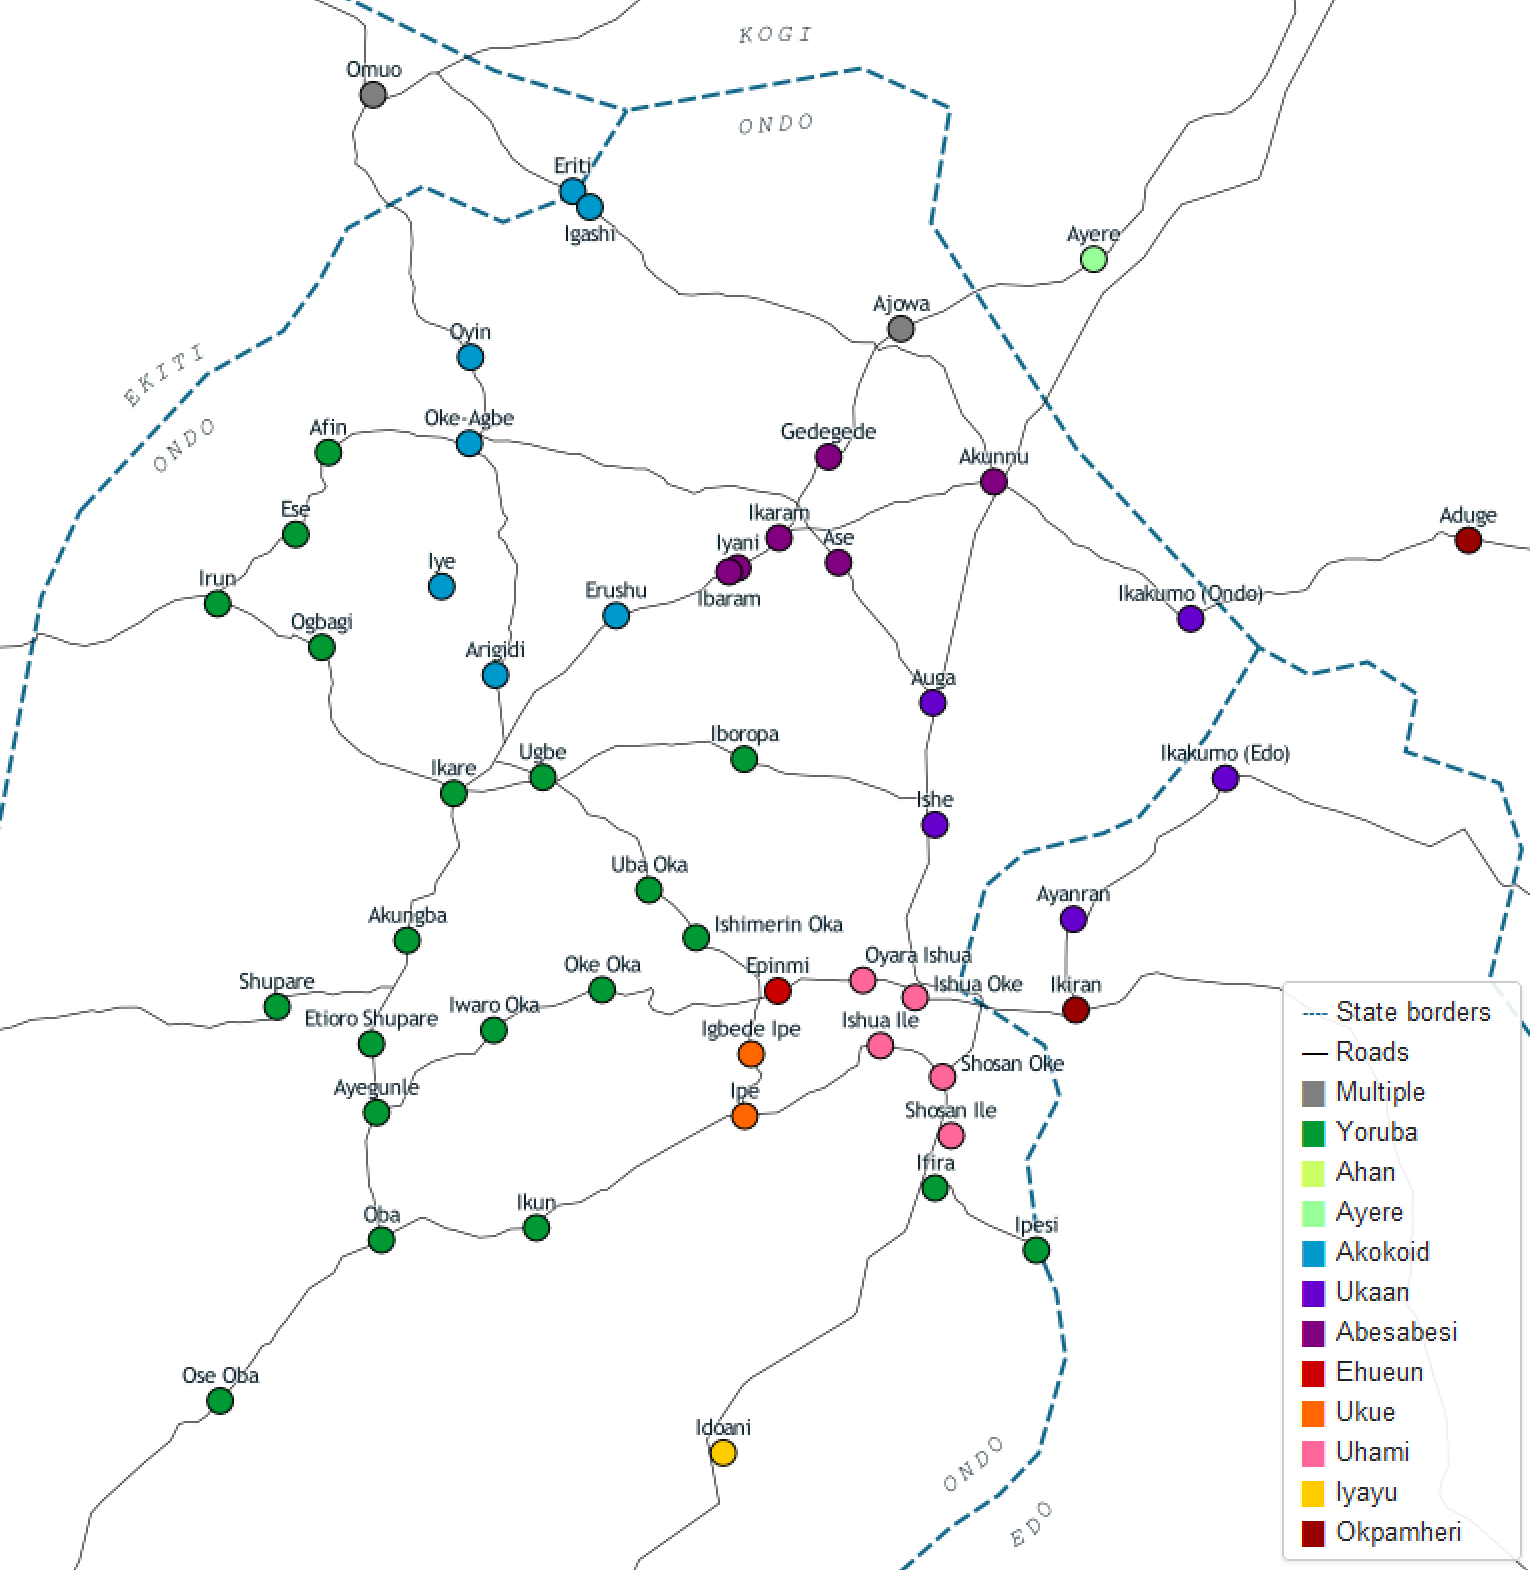 KOGI
Omuo
ONDO
Eriti
Igashi
Ayere
Ajowa
Oyin
EKITI
ONDO
Afin
Oke-Agbe
Gedegede
Akunnu
Ese
Ikaram
Ase
Aduge
Iyani
Iye
Irun
Erushu
Ibaram
Ikakumo (Ondo)
Ogbagi
Arigidi
Auga
Iboropa
Ugbe
Ikakumo (Edo)
Ikare
Ishe
Uba Oka
Ayanran
Akungba
Ishimerin Oka
Oyara Ishua
Oke Oka
Epinmi
Shupare
Ishua Oke
Ikiran
Iwaro Oka
Etioro Shupare
Igbede Ipe
Ishua Ile
Shosan Oke
Ayegunle
Ipe
Shosan Ile
Ifira
Ikun
Oba
Ipesi
Ose Oba
Idoani
ONDO
EDO
State borders
Roads
Multiple
Yoruba
Ahan
Ayere
Akokoid
Ukaan
Abesabesi
Ehueun
Ukue
Uhami
Iyayu
Okpamheri